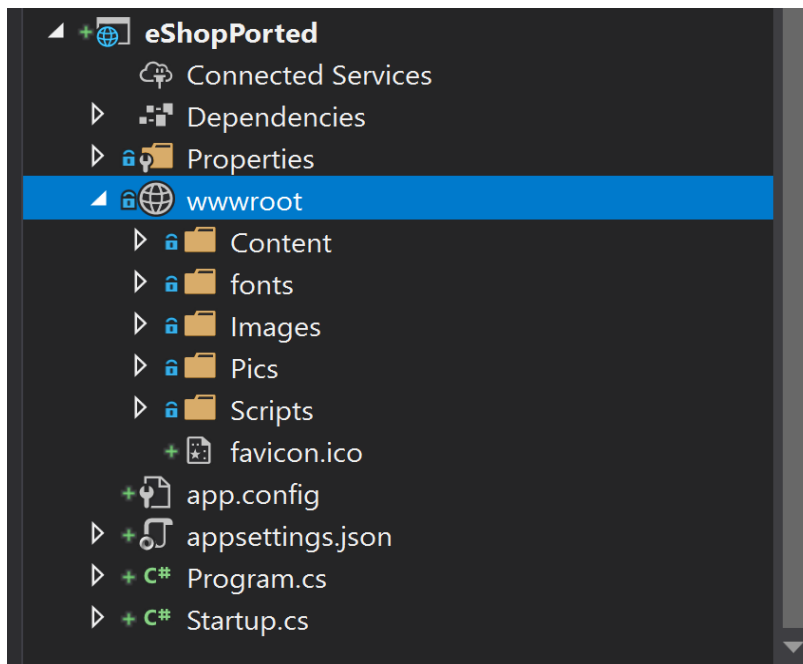 eShopPorted
Connected Services
Dependencies
Properties
wwwroot
Content
fonts
Images
Pics
Scripts
favicon.ico
app.config
appsettings.json
C# Program.cs
C# Startup.cs